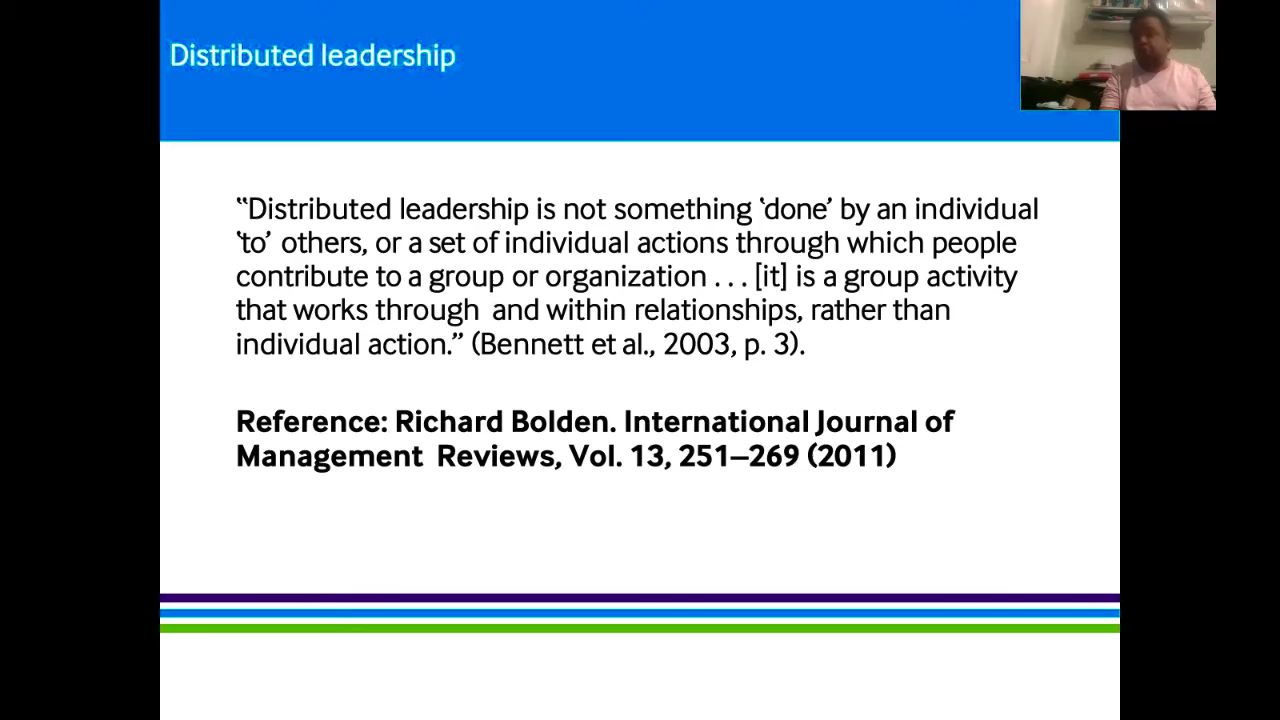 Distributed leadership
“Distributed leadership is not something ‘done’ by an individual
‘to’ others, or a set of individual actions through which people
contribute to a group or organization . . . [it] is a group activity
that works through and within relationships, rather than
individual action.” (Bennett et al., 2003, p. 3).
Reference: Richard Bolden. International Journal of
Management Reviews, Vol. 13, 251–269 (2011)